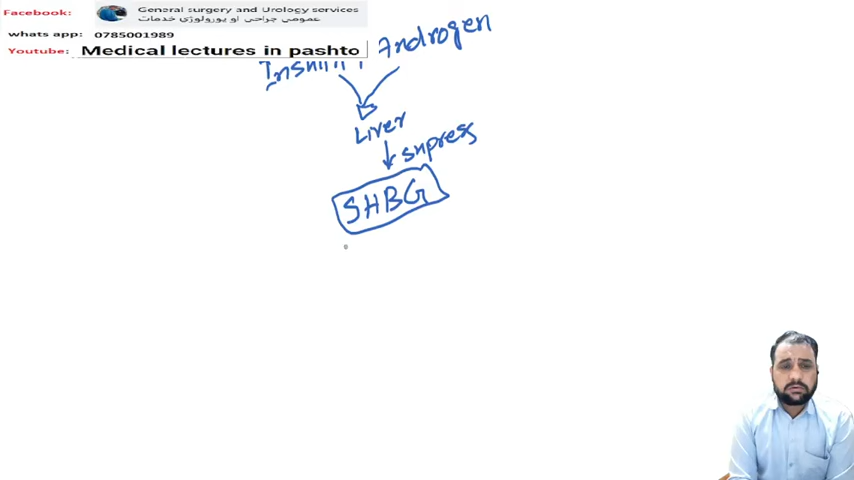 Facebook: General surgery and Urology services
عمومي جراحي او یورولوژي خدمات
whats app: 0785001989
Youtube: Medical lectures in pashto
Androgen
Liver
supress
SHBG